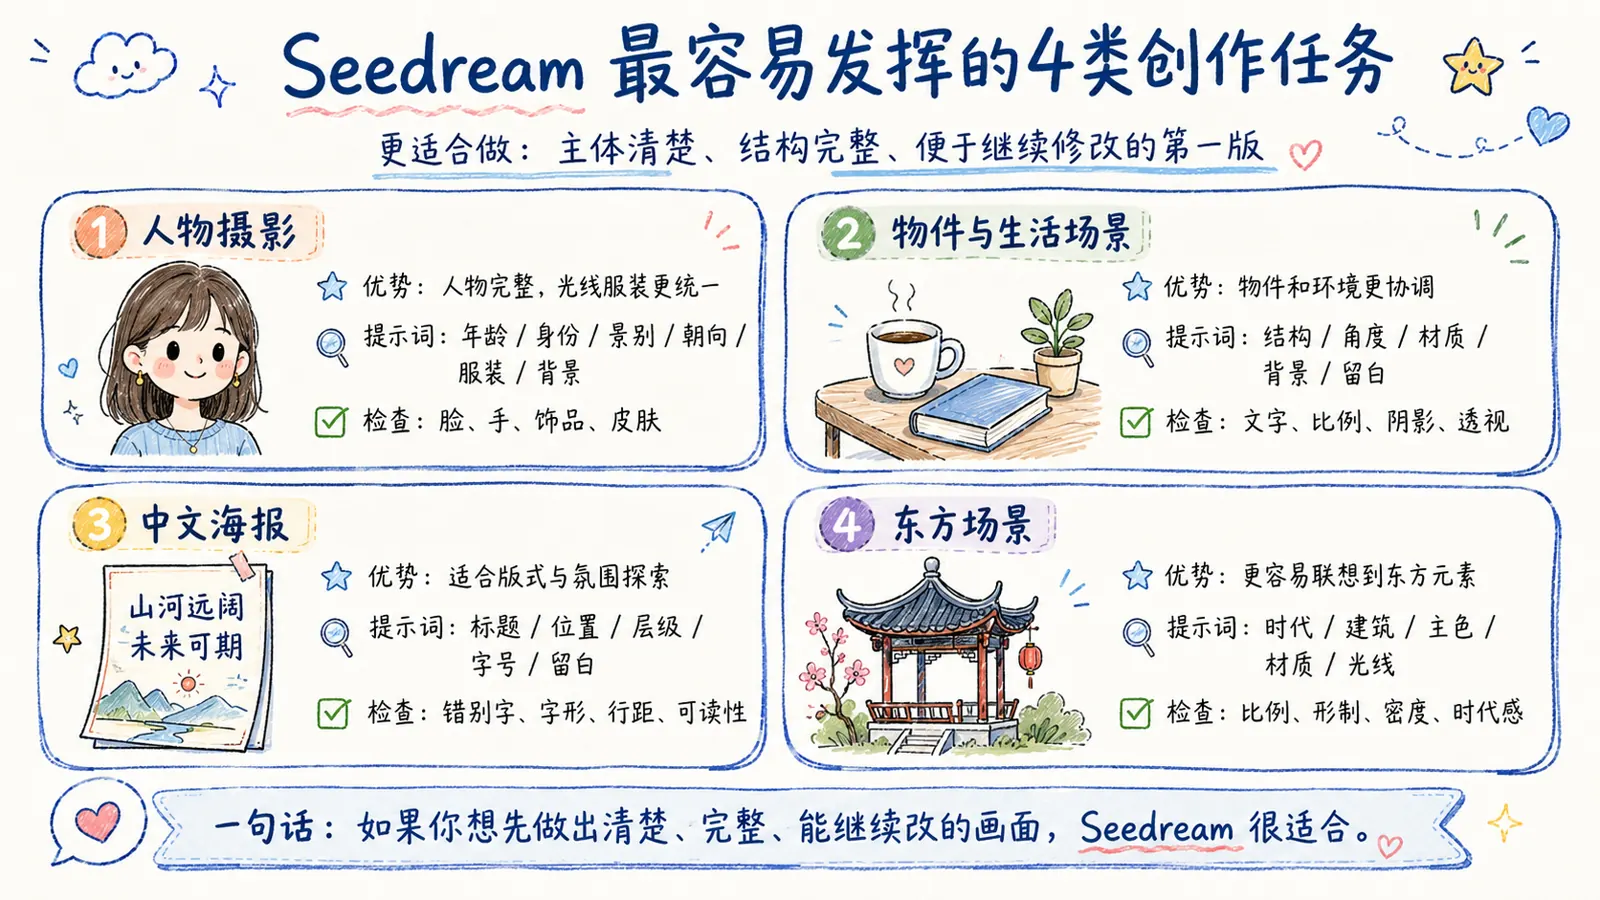 Seedream 最容易发挥的4类创作任务
更适合做：主体清楚、结构完整、便于继续修改的第一版
1 人物摄影
优势：人物完整，光线服装更统一
提示词：年龄 / 身份 / 景别 / 朝向 /
服装 / 背景
检查：脸、手、饰品、皮肤
2 物件与生活场景
优势：物件和环境更协调
提示词：结构 / 角度 / 材质 /
背景 / 留白
检查：文字、比例、阴影、透视
3 中文海报
山河远阔
未来可期
优势：适合版式与氛围探索
提示词：标题 / 位置 / 层级 /
字号 / 留白
检查：错别字、字形、行距、可读性
4 东方场景
优势：更容易联想到东方元素
提示词：时代 / 建筑 / 主色 /
材质 / 光线
检查：比例、形制、密度、时代感
一句话：如果你想先做出清楚、完整、能继续改的画面，Seedream 很适合。